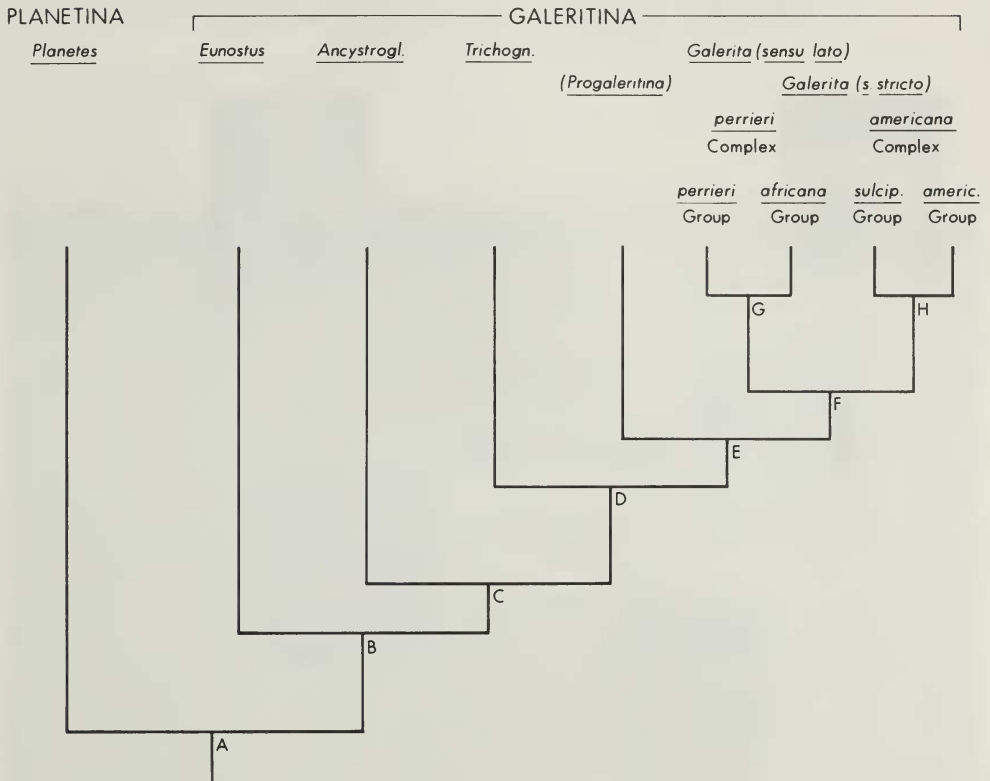 PLANETINA GALERITINA
Planetes Eunostus Ancystrogl. Trichogn. Galerita (sensu lato)
(Progaleritina) Galerita (s. stricto)
perrieri americana
Complex Complex
perrieri africana sulcip. americ.
Group Group Group Group
G H
F
E
D
C
B
A